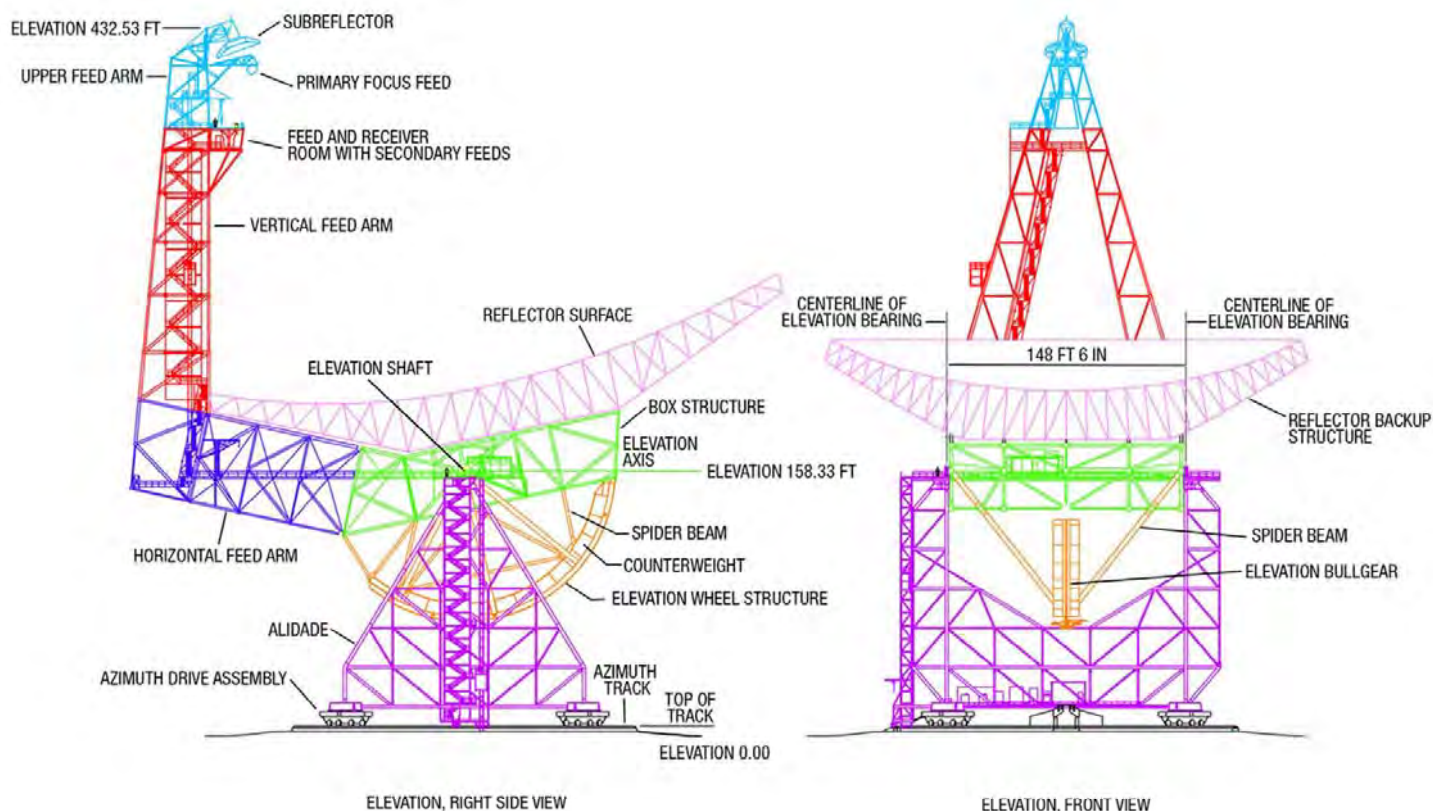 ELEVATION 432.53 FT
SUBREFLECTOR
UPPER FEED ARM
PRIMARY FOCUS FEED
FEED AND RECEIVER
ROOM WITH SECONDARY FEEDS
VERTICAL FEED ARM
REFLECTOR SURFACE
ELEVATION SHAFT
BOX STRUCTURE
ELEVATION
AXIS
ELEVATION 158.33 FT
SPIDER BEAM
COUNTERWEIGHT
ELEVATION WHEEL STRUCTURE
HORIZONTAL FEED ARM
ALIDADE
AZIMUTH DRIVE ASSEMBLY
AZIMUTH
TRACK
TOP OF
TRACK
ELEVATION 0.00
ELEVATION, RIGHT SIDE VIEW
CENTERLINE OF
ELEVATION BEARING
CENTERLINE OF
ELEVATION BEARING
148 FT 6 IN
REFLECTOR BACKUP
STRUCTURE
SPIDER BEAM
ELEVATION BULLGEAR
ELEVATION, FRONT VIEW